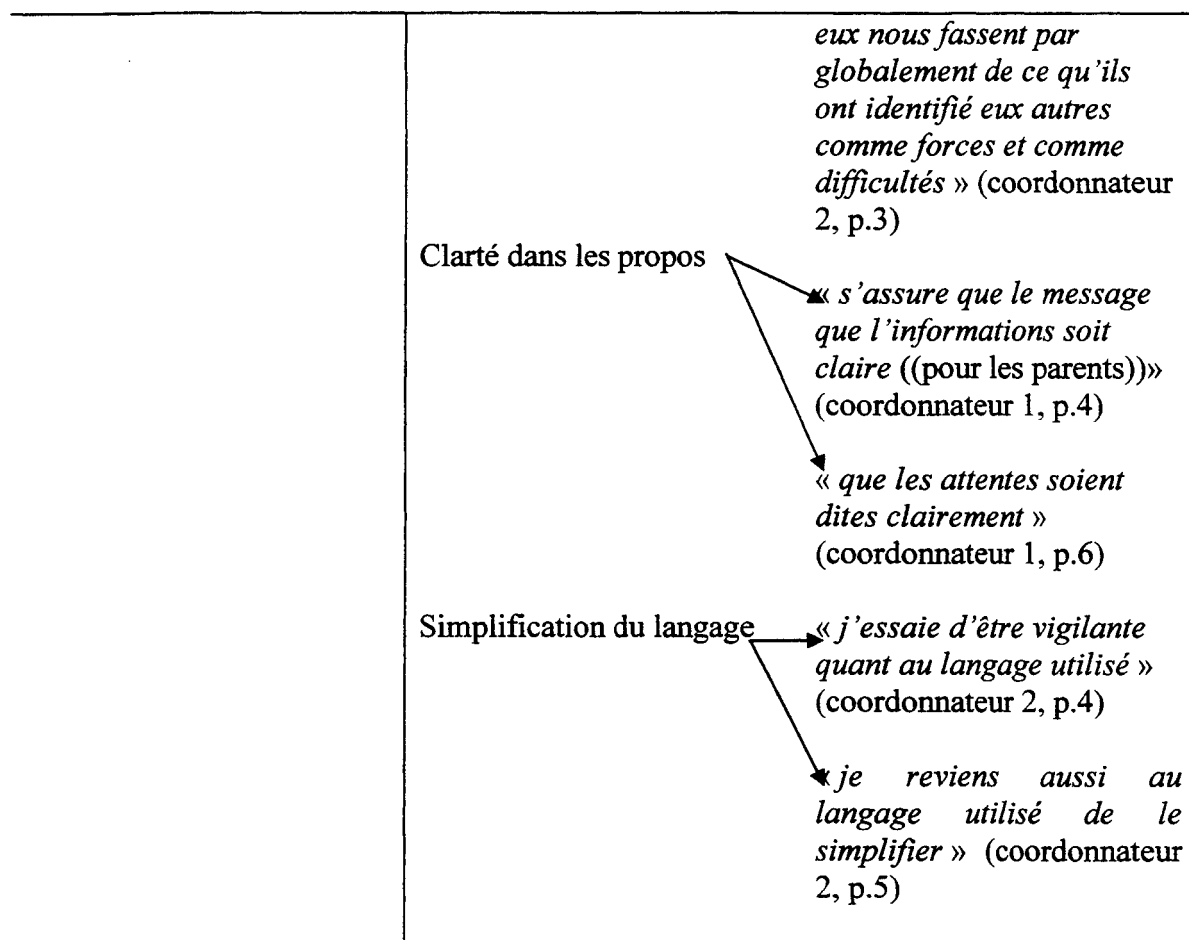 eux nous fassent par
globalement de ce qu'ils
ont identifié eux autres
comme forces et comme
difficultés » (coordonnateur
2, p.3)
Clarté dans les propos
« s'assure que le message
que l'informations soit
claire ((pour les parents))»
(coordonnateur 1, p.4)
« que les attentes soient
dites clairement »
(coordonnateur 1, p.6)
Simplification du langage
« j'essaie d'être vigilante
quant au langage utilisé »
(coordonnateur 2, p.4)
« je reviens aussi au
langage utilisé de le
simplifier » (coordonnateur
2, p.5)